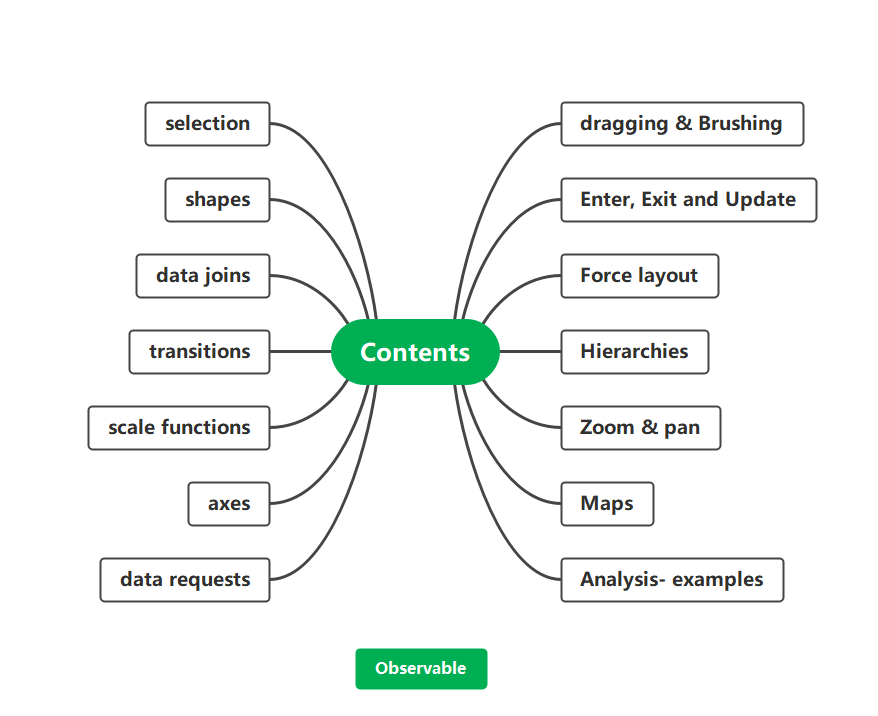 selection
shapes
data joins
transitions
scale functions
axes
data requests
Contents
dragging & Brushing
Enter, Exit and Update
Force layout
Hierarchies
Zoom & pan
Maps
Analysis- examples
Observable